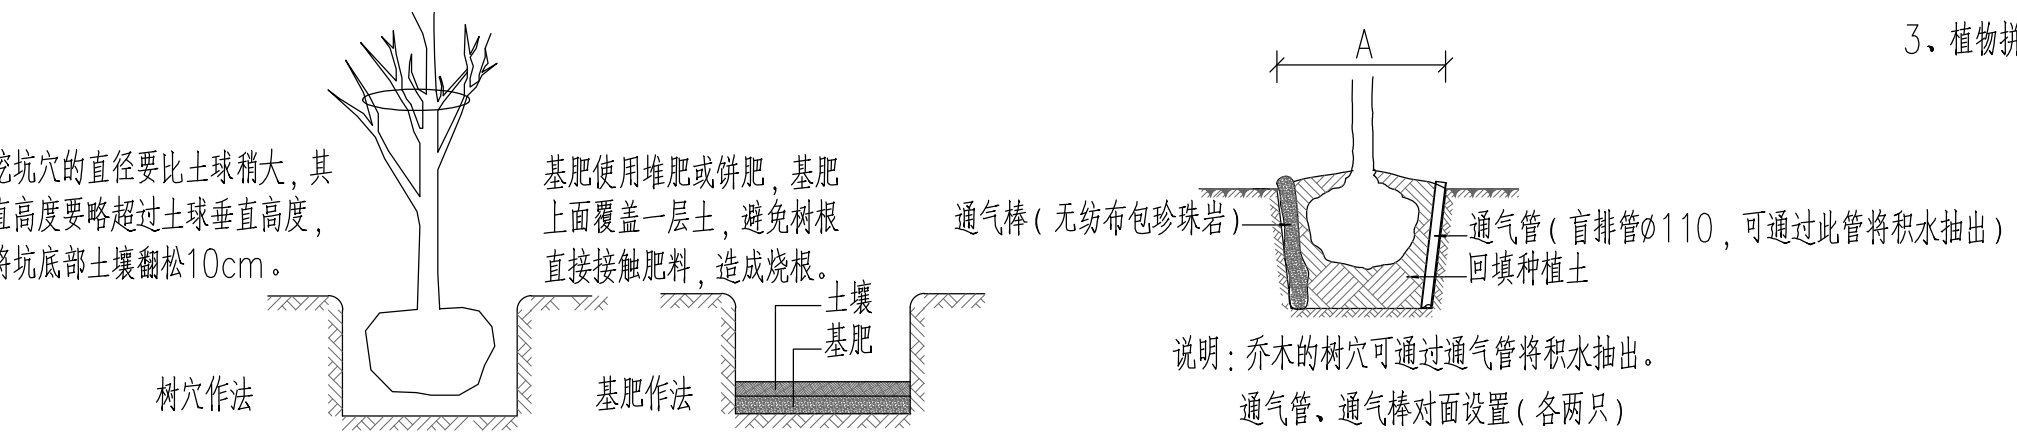 挖坑穴的直径要比土球稍大，其
直高度要略超过土球垂直高度，
将坑底部土壤翻松10cm。
树穴作法
基肥使用堆肥或饼肥，基肥
上面覆盖一层土，避免树根
直接接触肥料，造成烧根。
土壤
基肥
基肥作法
A
通气棒（无纺布包珍珠岩）
通气管（盲排管Ø110，可通过此管将积水抽出）
回填种植土
说明：乔木的树穴可通过通气管将积水抽出。
通气管、通气棒对面设置（各两只）
3、植物拼